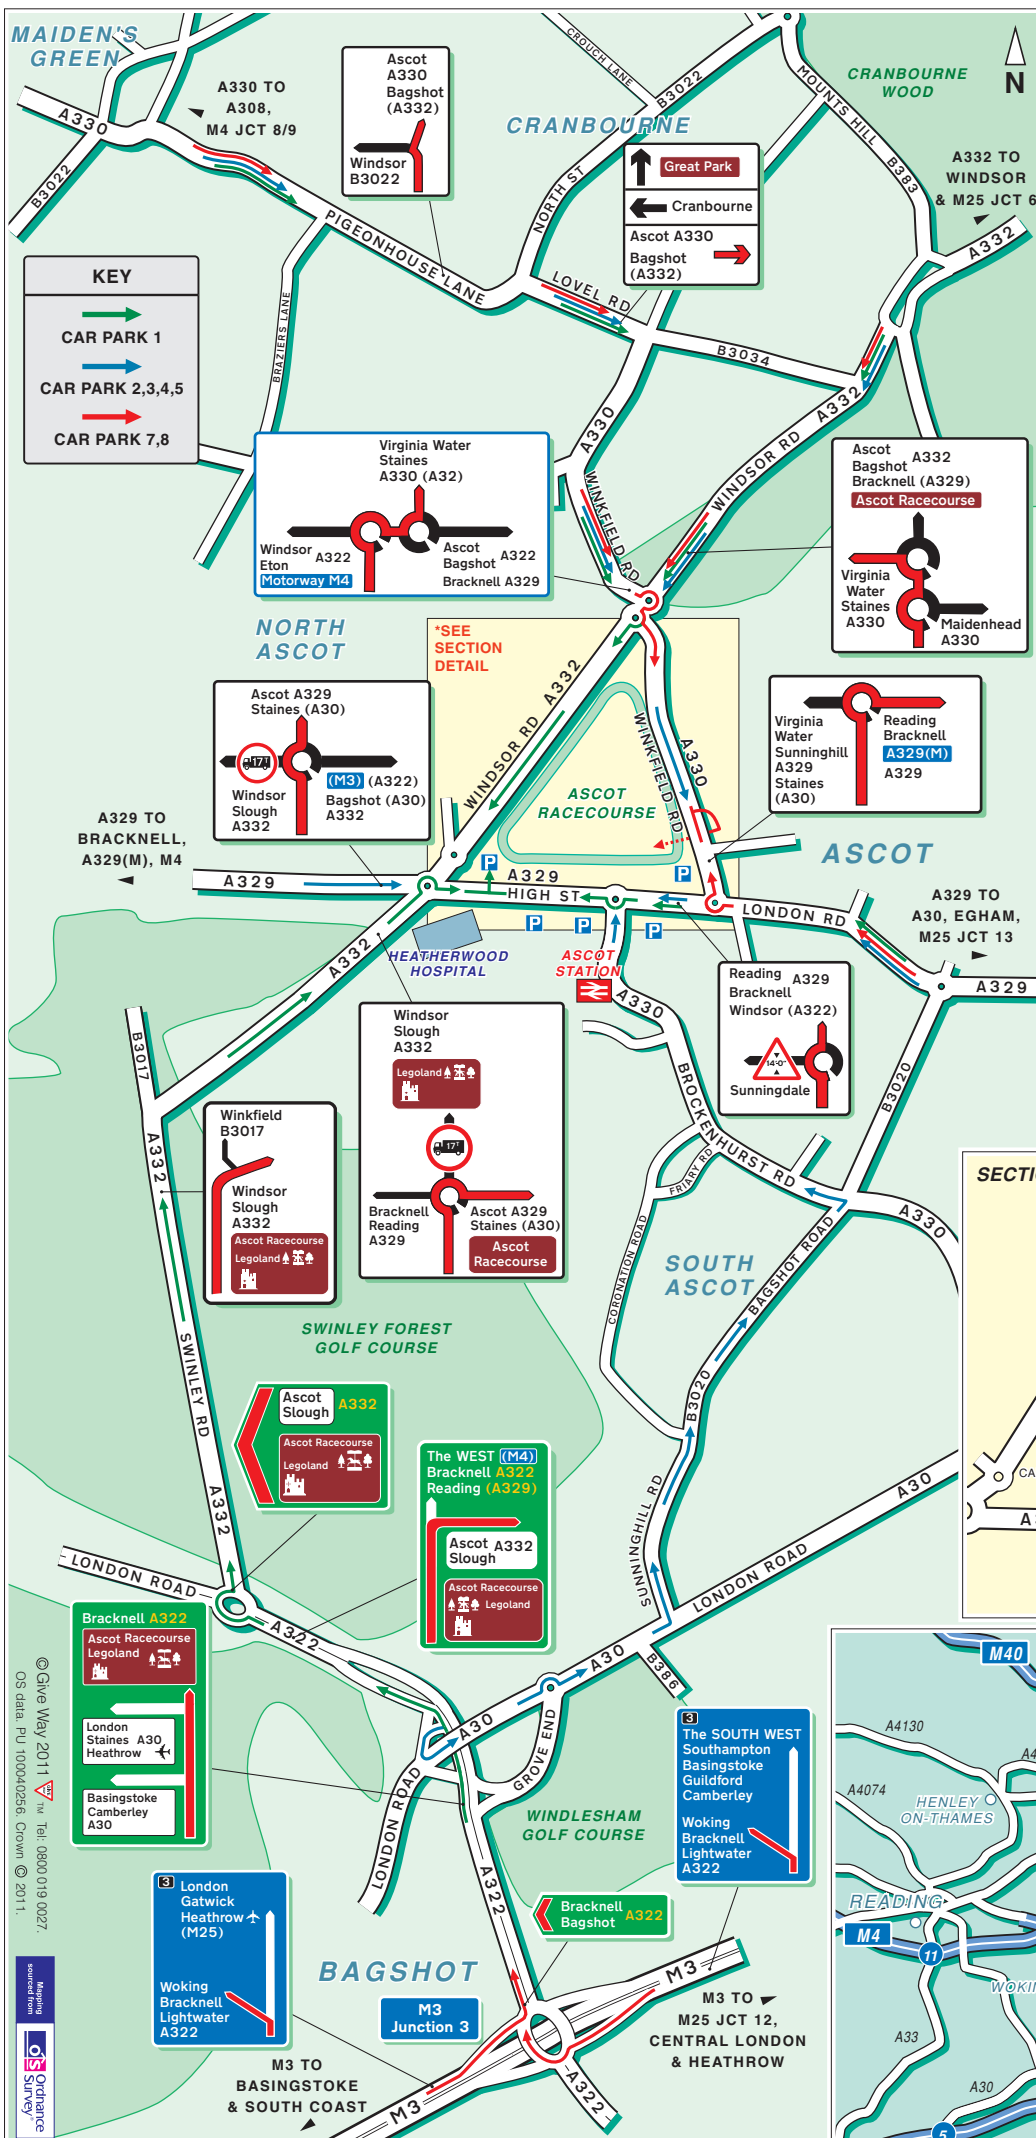 MAIDEN'S
GREEN
A330 TO
A308,
M4 JCT 8/9
A330
B3022
Ascot
A330
Bagshot
(A332)
Windsor
B3022
CROUCH LANE
B3022
CRANBOURNE
NORTH ST
MOUNTS HILL
B383
CRANBOURNE
WOOD
N
A332 TO
WINDSOR
& M25 JCT 6
A332
Great Park
Cranbourne
Ascot A330
Bagshot
(A332)
PIGEONHOUSE LANE
LOVEL RD
B3034
BRAZIERS LANE
KEY
CAR PARK 1
CAR PARK 2,3,4,5
CAR PARK 7,8
A330
WINKFIELD RD
A332
WINDSOR RD
Virginia Water
Staines
A330 (A32)
Windsor
Eton
A322
Motorway M4
Ascot
Bagshot
A322
Bracknell A329
Ascot
Bagshot
A332
Bracknell (A329)
Ascot Racecourse
Virginia
Water
Staines
A330
Maidenhead
A330
NORTH
ASCOT
*SEE
SECTION
DETAIL
WINDSOR RD
A332
WINKFIELD RD
A330
ASCOT
RACECOURSE
Ascot A329
Staines (A30)
17T
Windsor
Slough
A332
(M3) (A322)
Bagshot (A30)
A332
Virginia
Water
Sunninghill
A329
Staines
(A30)
Reading
Bracknell
A329(M)
A329
A329 TO
BRACKNELL,
A329(M), M4
ASCOT
A329
P
A329
HIGH ST
P
P
P
P
LONDON RD
A329 TO
A30, EGHAM,
M25 JCT 13
A329
HEATHERWOOD
HOSPITAL
ASCOT
STATION
A332
A330
Reading
Bracknell
A329
Windsor (A322)
14'-0"
Sunningdale
B3017
Windsor
Slough
A332
Legoland
17T
Bracknell
Reading
A329
Ascot A329
Staines (A30)
Ascot
Racecourse
BROCKENHURST RD
B3020
Winkfield
B3017
Windsor
Slough
A332
Ascot Racecourse
Legoland
A332
FRIARY RD
CORONATION ROAD
A330
BAGSHOT ROAD
SECTI
SOUTH
ASCOT
SWINLEY FOREST
GOLF COURSE
SWINLEY RD
A332
B3020
SUNNINGHILL RD
Ascot
Slough
A332
Ascot Racecourse
Legoland
The WEST (M4)
Bracknell A322
Reading (A329)
Ascot
Slough
A332
Ascot Racecourse
Legoland
A30
LONDON ROAD
CA
A
LONDON ROAD
A322
Bracknell A322
Ascot Racecourse
Legoland
London
Staines A30
Heathrow
Basingstoke
Camberley
A30
A30
B386
A30
GROVE END
LONDON ROAD
3
The SOUTH WEST
Southampton
Basingstoke
Guildford
Camberley
Woking
Bracknell
Lightwater
A322
WINDLESHAM
GOLF COURSE
A322
3
London
Gatwick
Heathrow
(M25)
Woking
Bracknell
Lightwater
A322
Bracknell
Bagshot
A322
BAGSHOT
M3
Junction 3
M3
M3 TO
M25 JCT 12,
CENTRAL LONDON
& HEATHROW
M3 TO
BASINGSTOKE
& SOUTH COAST
M3
A322
M40
A4130
A4
A4074
HENLEY
ON-THAMES
READING
M4
11
WOKIN
A33
A30
5
© Give Way 2011 TM Tel: 0800 019 0027.
OS data. PU 100040256. Crown © 2011.
Mapping
sourced from
OS
Ordnance
Survey®